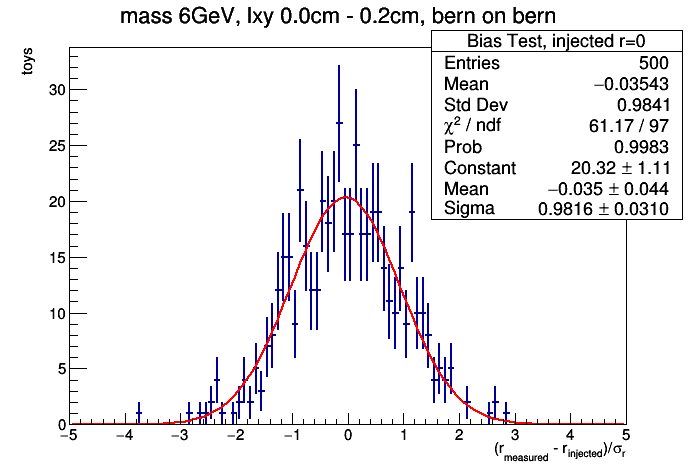 mass 6GeV, lxy 0.0cm - 0.2cm, bern on bern
Bias Test, injected r=0
Entries 500
Mean −0.03543
Std Dev 0.9841
χ² / ndf 61.17 / 97
Prob 0.9983
Constant 20.32 ± 1.11
Mean −0.035 ± 0.044
Sigma 0.9816 ± 0.0310
toys
30
25
20
15
10
5
0
−5 −4 −3 −2 −1 0 1 2 3 4 5
(r_measured - r_injected)/σ_r